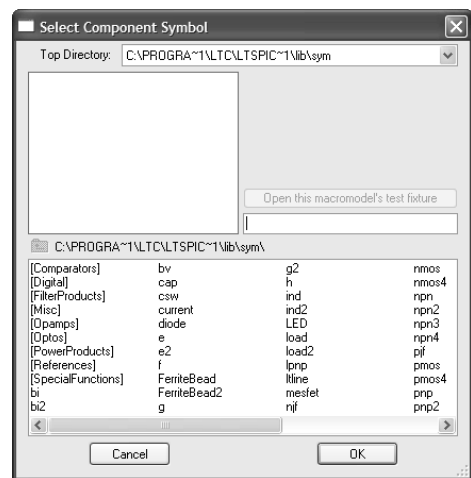 Select Component Symbol
Top Directory: C:\PROGRA~1\LTC\LTSPIC~1\lib\sym
Open this macromodel's test fixture
C:\PROGRA~1\LTC\LTSPIC~1\lib\sym\
[Comparators] bv g2 nmos
[Digital] cap h nmos4
[FilterProducts] csw ind npn
[Misc] current ind2 npn2
[Opamps] diode LED npn3
[Optos] e load npn4
[PowerProducts] e2 load2 pjf
[References] f lpnp pmos
[SpecialFunctions] FerriteBead ltline pmos4
bi FerriteBead2 mesfet pnp
bi2 g njf pnp2
Cancel OK